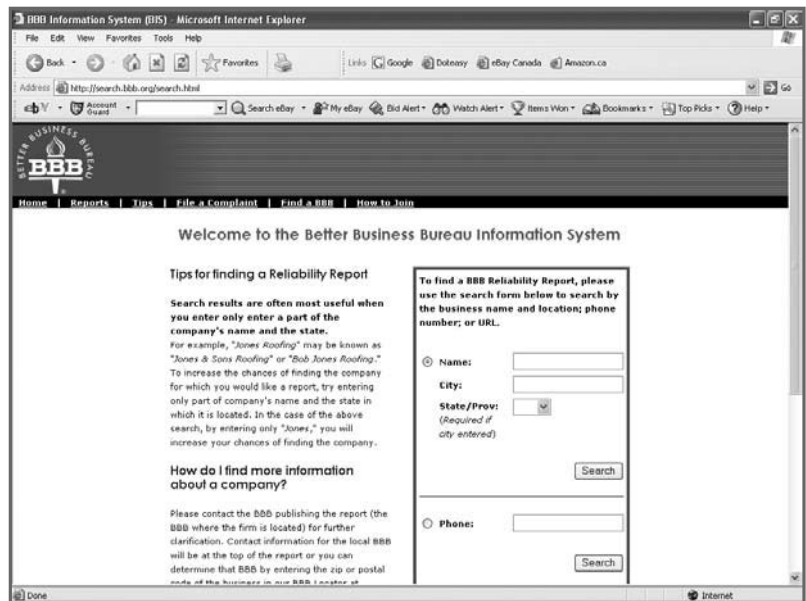 BBB Information System (BIS) - Microsoft Internet Explorer
File Edit View Favorites Tools Help
Back Favorites Links Google Doteasy eBay Canada Amazon.ca
Address http://search.bbb.org/search.html Go
ebY Account Guard Search eBay My eBay Bid Alert Watch Alert Items Won Bookmarks Top Picks Help
BETTER BUSINESS BUREAU
BBB
Home | Reports | Tips | File a Complaint | Find a BBB | How to Join
Welcome to the Better Business Bureau Information System
Tips for finding a Reliability Report
Search results are often most useful when
you enter only enter a part of the
company's name and the state.
For example, "Jones Roofing" may be known as
"Jones & Sons Roofing" or "Bob Jones Roofing."
To increase the chances of finding the company
for which you would like a report, try entering
only part of company's name and the state in
which it is located. In the case of the above
search, by entering only "Jones," you will
increase your chances of finding the company.
How do I find more information
about a company?
Please contact the BBB publishing the report (the
BBB where the firm is located) for further
clarification. Contact information for the local BBB
will be at the top of the report or you can
determine that BBB by entering the zip or postal
code of the business in our BBB Locator at
To find a BBB Reliability Report, please
use the search form below to search by
the business name and location; phone
number; or URL.
Name:
City:
State/Prov:
(Required if
city entered)
Search
Phone:
Search
Done Internet